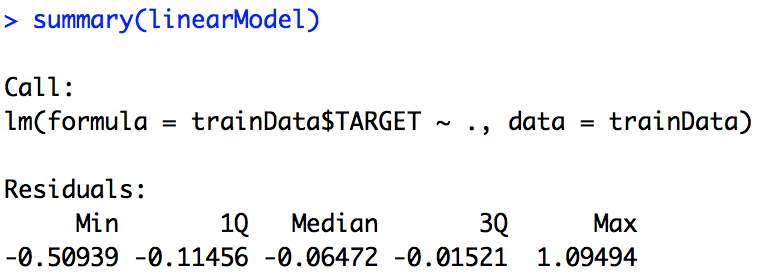 > summary(linearModel)
Call:
lm(formula = trainData$TARGET ~ ., data = trainData)
Residuals:
Min 1Q Median 3Q Max
-0.50939 -0.11456 -0.06472 -0.01521 1.09494